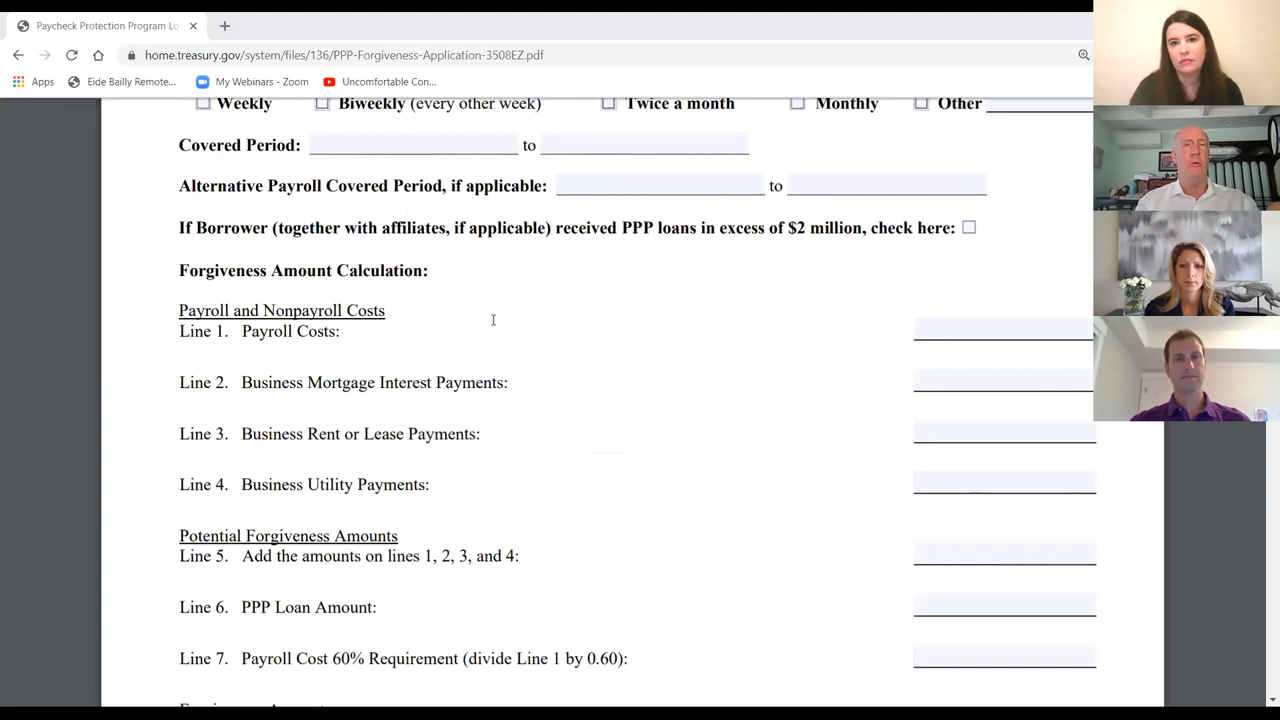 Paycheck Protection Program Lo
home.treasury.gov/system/files/136/PPP-Forgiveness-Application-3508EZ.pdf
Apps Eide Bailly Remote... My Webinars - Zoom Uncomfortable Con...
Weekly Biweekly (every other week) Twice a month Monthly Other
Covered Period: to
Alternative Payroll Covered Period, if applicable: to
If Borrower (together with affiliates, if applicable) received PPP loans in excess of $2 million, check here:
Forgiveness Amount Calculation:
Payroll and Nonpayroll Costs
Line 1. Payroll Costs:
Line 2. Business Mortgage Interest Payments:
Line 3. Business Rent or Lease Payments:
Line 4. Business Utility Payments:
Potential Forgiveness Amounts
Line 5. Add the amounts on lines 1, 2, 3, and 4:
Line 6. PPP Loan Amount:
Line 7. Payroll Cost 60% Requirement (divide Line 1 by 0.60):